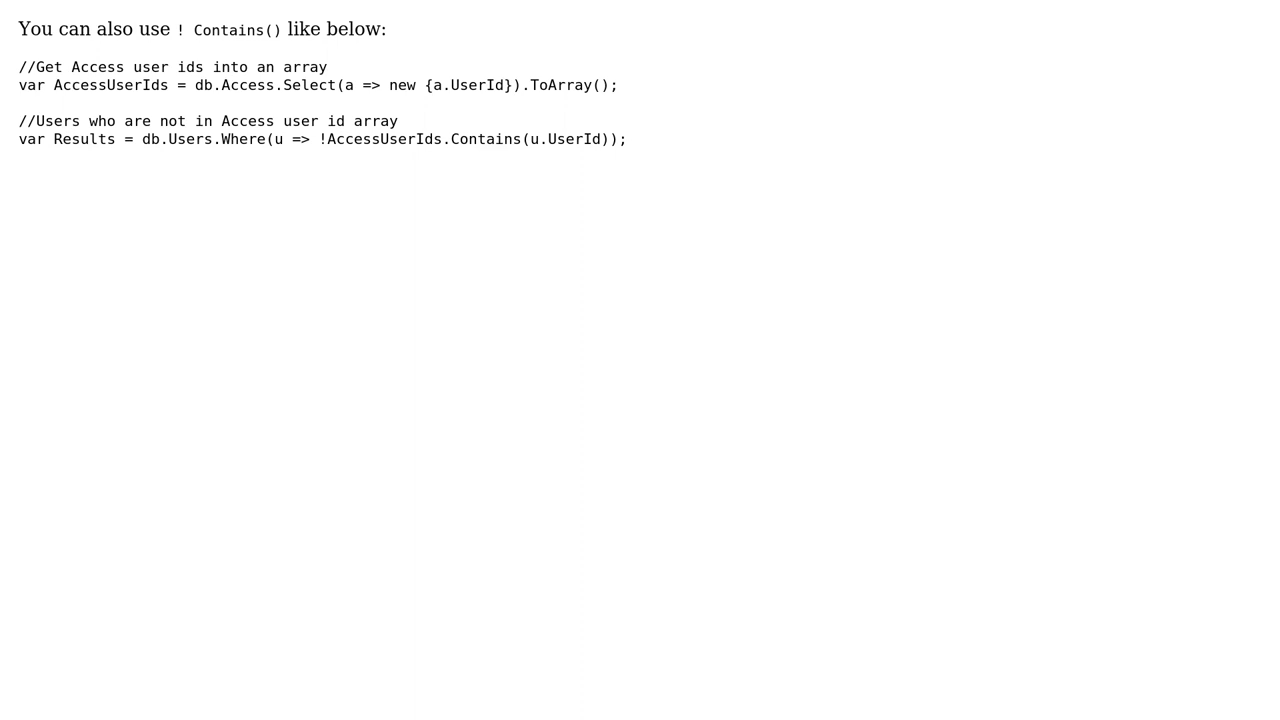 You can also use ! Contains() like below:
//Get Access user ids into an array
var AccessUserIds = db.Access.Select(a => new {a.UserId}).ToArray();
//Users who are not in Access user id array
var Results = db.Users.Where(u => !AccessUserIds.Contains(u.UserId));